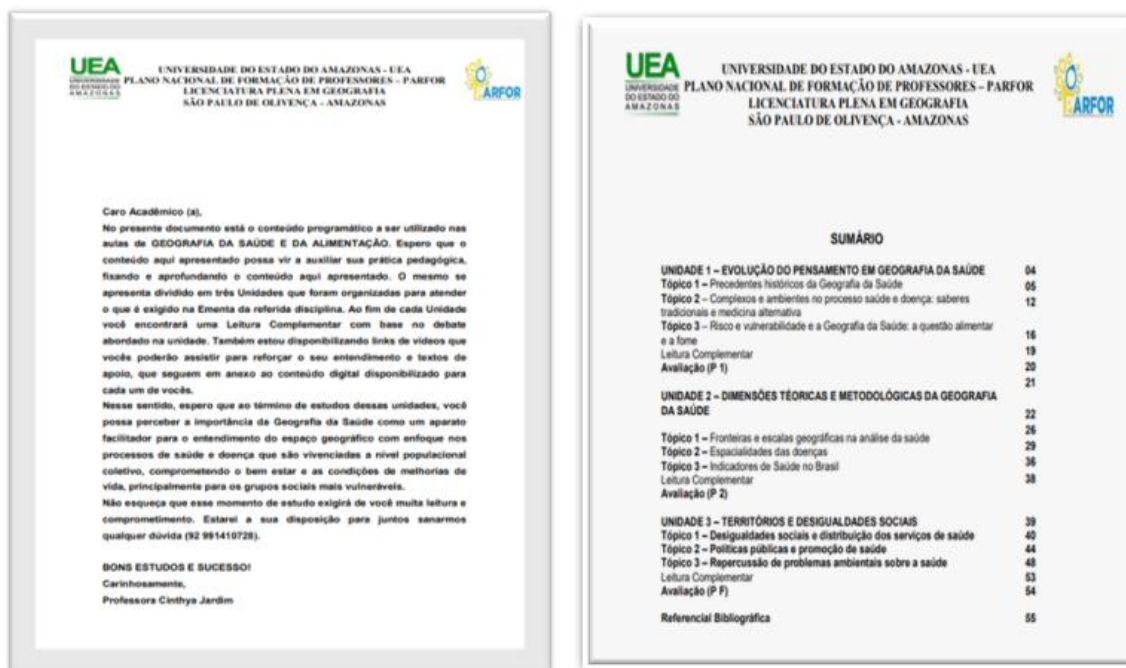 UEA
UNIVERSIDADE
DO ESTADO DO
AMAZONAS
UNIVERSIDADE DO ESTADO DO AMAZONAS - UEA
PLANO NACIONAL DE FORMAÇÃO DE PROFESSORES – PARFOR
LICENCIATURA PLENA EM GEOGRAFIA
SÃO PAULO DE OLIVENÇA - AMAZONAS
PARFOR
Caro Acadêmico (a),
No presente documento está o conteúdo programático a ser utilizado nas
aulas de GEOGRAFIA DA SAÚDE E DA ALIMENTAÇÃO. Espero que o
conteúdo aqui apresentado possa vir a auxiliar sua prática pedagógica,
fixando e aprofundando o conteúdo aqui apresentado. O mesmo se
apresenta dividido em três Unidades que foram organizadas para atender
o que é exigido na Ementa da referida disciplina. Ao fim de cada Unidade
você encontrará uma Leitura Complementar com base no debate
abordado na unidade. Também estou disponibilizando links de vídeos que
vocês poderão assistir para reforçar o seu entendimento e textos de
apoio, que seguem em anexo ao conteúdo digital disponibilizado para
cada um de vocês.
Nesse sentido, espero que ao término de estudos dessas unidades, você
possa perceber a importância da Geografia da Saúde como um aparato
facilitador para o entendimento do espaço geográfico com enfoque nos
processos de saúde e doença que são vivenciadas a nível populacional
coletivo, comprometendo o bem estar e as condições de melhorias de
vida, principalmente para os grupos sociais mais vulneráveis.
Não esqueça que esse momento de estudo exigirá de você muita leitura e
comprometimento. Estarei a sua disposição para juntos sanarmos
qualquer dúvida (92 991410728).
BONS ESTUDOS E SUCESSO!
Carinhosamente,
Professora Cinthya Jardim
UEA
UNIVERSIDADE
DO ESTADO DO
AMAZONAS
UNIVERSIDADE DO ESTADO DO AMAZONAS - UEA
PLANO NACIONAL DE FORMAÇÃO DE PROFESSORES – PARFOR
LICENCIATURA PLENA EM GEOGRAFIA
SÃO PAULO DE OLIVENÇA - AMAZONAS
PARFOR
SUMÁRIO
UNIDADE 1 – EVOLUÇÃO DO PENSAMENTO EM GEOGRAFIA DA SAÚDE 04
Tópico 1 – Precedentes históricos da Geografia da Saúde 05
Tópico 2 – Complexos e ambientes no processo saúde e doença: saberes 12
tradicionais e medicina alternativa
Tópico 3 – Risco e vulnerabilidade e a Geografia da Saúde: a questão alimentar
e a fome 16
Leitura Complementar 19
Avaliação (P 1) 20
21
UNIDADE 2 – DIMENSÕES TÉORICAS E METODOLÓGICAS DA GEOGRAFIA
DA SAÚDE 22
26
Tópico 1 – Fronteiras e escalas geográficas na análise da saúde
Tópico 2 – Espacialidades das doenças 29
Tópico 3 – Indicadores de Saúde no Brasil 36
Leitura Complementar 38
Avaliação (P 2)
UNIDADE 3 – TERRITÓRIOS E DESIGUALDADES SOCIAIS 39
Tópico 1 – Desigualdades sociais e distribuição dos serviços de saúde 40
Tópico 2 – Políticas públicas e promoção de saúde 44
Tópico 3 – Repercussão de problemas ambientais sobre a saúde 48
Leitura Complementar 53
Avaliação (P F) 54
Referencial Bibliográfica 55